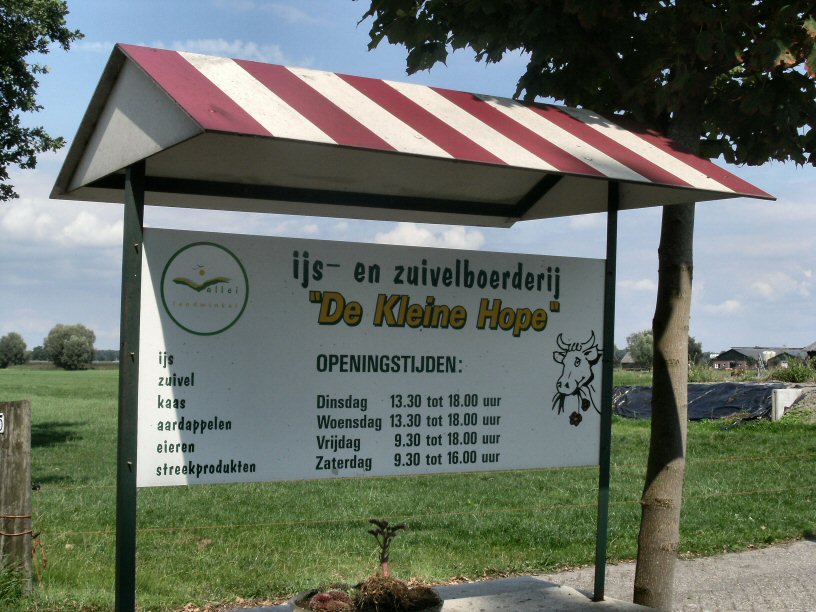 allei
landwinkel
ijs- en zuivelboerderij
"De Kleine Hope"
ijs
zuivel
kaas
aardappelen
eieren
streekprodukten
OPENINGSTIJDEN:
Dinsdag 13.30 tot 18.00 uur
Woensdag 13.30 tot 18.00 uur
Vrijdag 9.30 tot 18.00 uur
Zaterdag 9.30 tot 16.00 uur